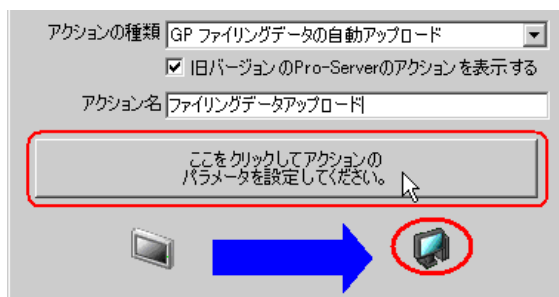 アクションの種類 GP ファイリングデータの自動アップロード
旧バージョンのPro-Serverのアクションを表示する
アクション名 ファイリングデータアップロード
ここをクリックしてアクションの
パラメータを設定してください。